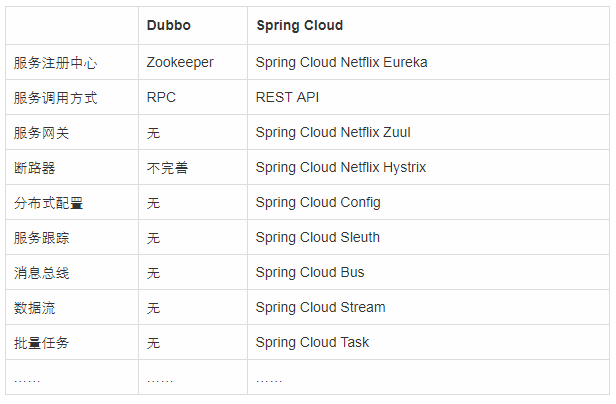 Dubbo Spring Cloud
服务注册中心 Zookeeper Spring Cloud Netflix Eureka
服务调用方式 RPC REST API
服务网关 无 Spring Cloud Netflix Zuul
断路器 不完善 Spring Cloud Netflix Hystrix
分布式配置 无 Spring Cloud Config
服务跟踪 无 Spring Cloud Sleuth
消息总线 无 Spring Cloud Bus
数据流 无 Spring Cloud Stream
批量任务 无 Spring Cloud Task
…… …… ……